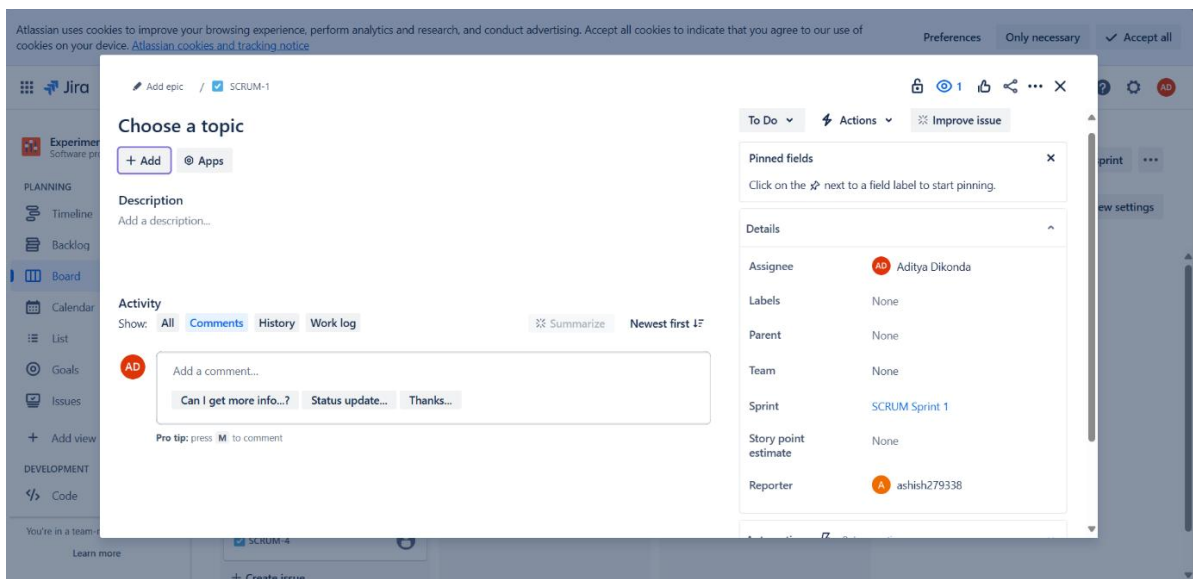 Atlassian uses cookies to improve your browsing experience, perform analytics and research, and conduct advertising. Accept all cookies to indicate that you agree to our use of
cookies on your device. Atlassian cookies and tracking notice
Preferences
Only necessary
Accept all
Jira
AD
Add epic / SCRUM-1
1
Choose a topic
+ Add
Apps
Description
Add a description...
Activity
Show: All Comments History Work log
Summarize
Newest first
AD
Add a comment...
Can I get more info...?
Status update...
Thanks...
Pro tip: press M to comment
To Do
Actions
Improve issue
Pinned fields
Click on the next to a field label to start pinning.
Details
Assignee AD Aditya Dikonda
Labels None
Parent None
Team None
Sprint SCRUM Sprint 1
Story point
estimate
None
Reporter A ashish279338
PLANNING
Timeline
Backlog
Board
Calendar
List
Goals
Issues
+ Add view
DEVELOPMENT
Code
You're in a team-
Learn more
SCRUM-4
+ Create issue
settings